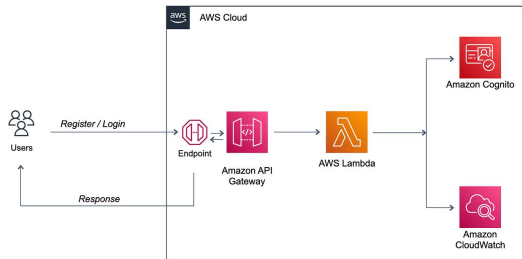 aws
AWS Cloud
Register / Login
Users
Endpoint
Amazon API
Gateway
AWS Lambda
Amazon Cognito
Response
Amazon
CloudWatch